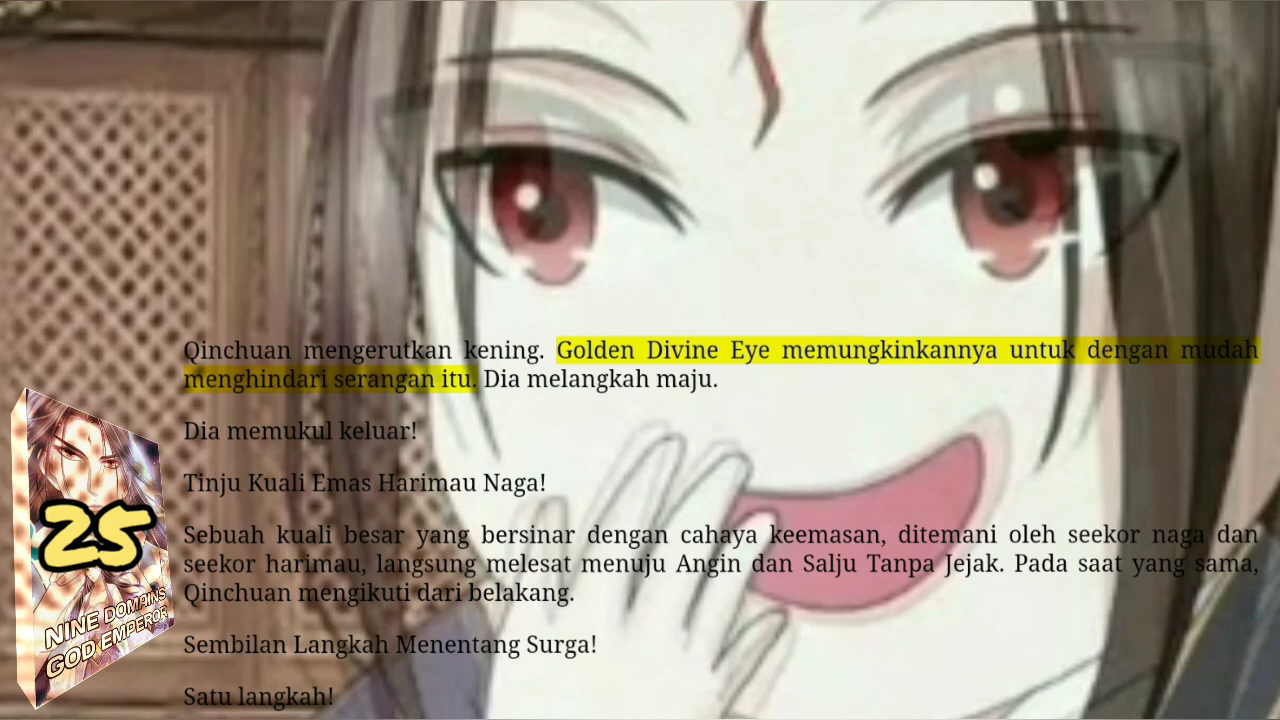 Qinchuan mengerutkan kening. Golden Divine Eye memungkinkannya untuk dengan mudah
menghindari serangan itu. Dia melangkah maju.
Dia memukul keluar!
Tinju Kuali Emas Harimau Naga!
Sebuah kuali besar yang bersinar dengan cahaya keemasan, ditemani oleh seekor naga dan
seekor harimau, langsung melesat menuju Angin dan Salju Tanpa Jejak. Pada saat yang sama,
Qinchuan mengikuti dari belakang.
Sembilan Langkah Menentang Surga!
Satu langkah!
25
NINE DOMAINS
GOD EMPEROR